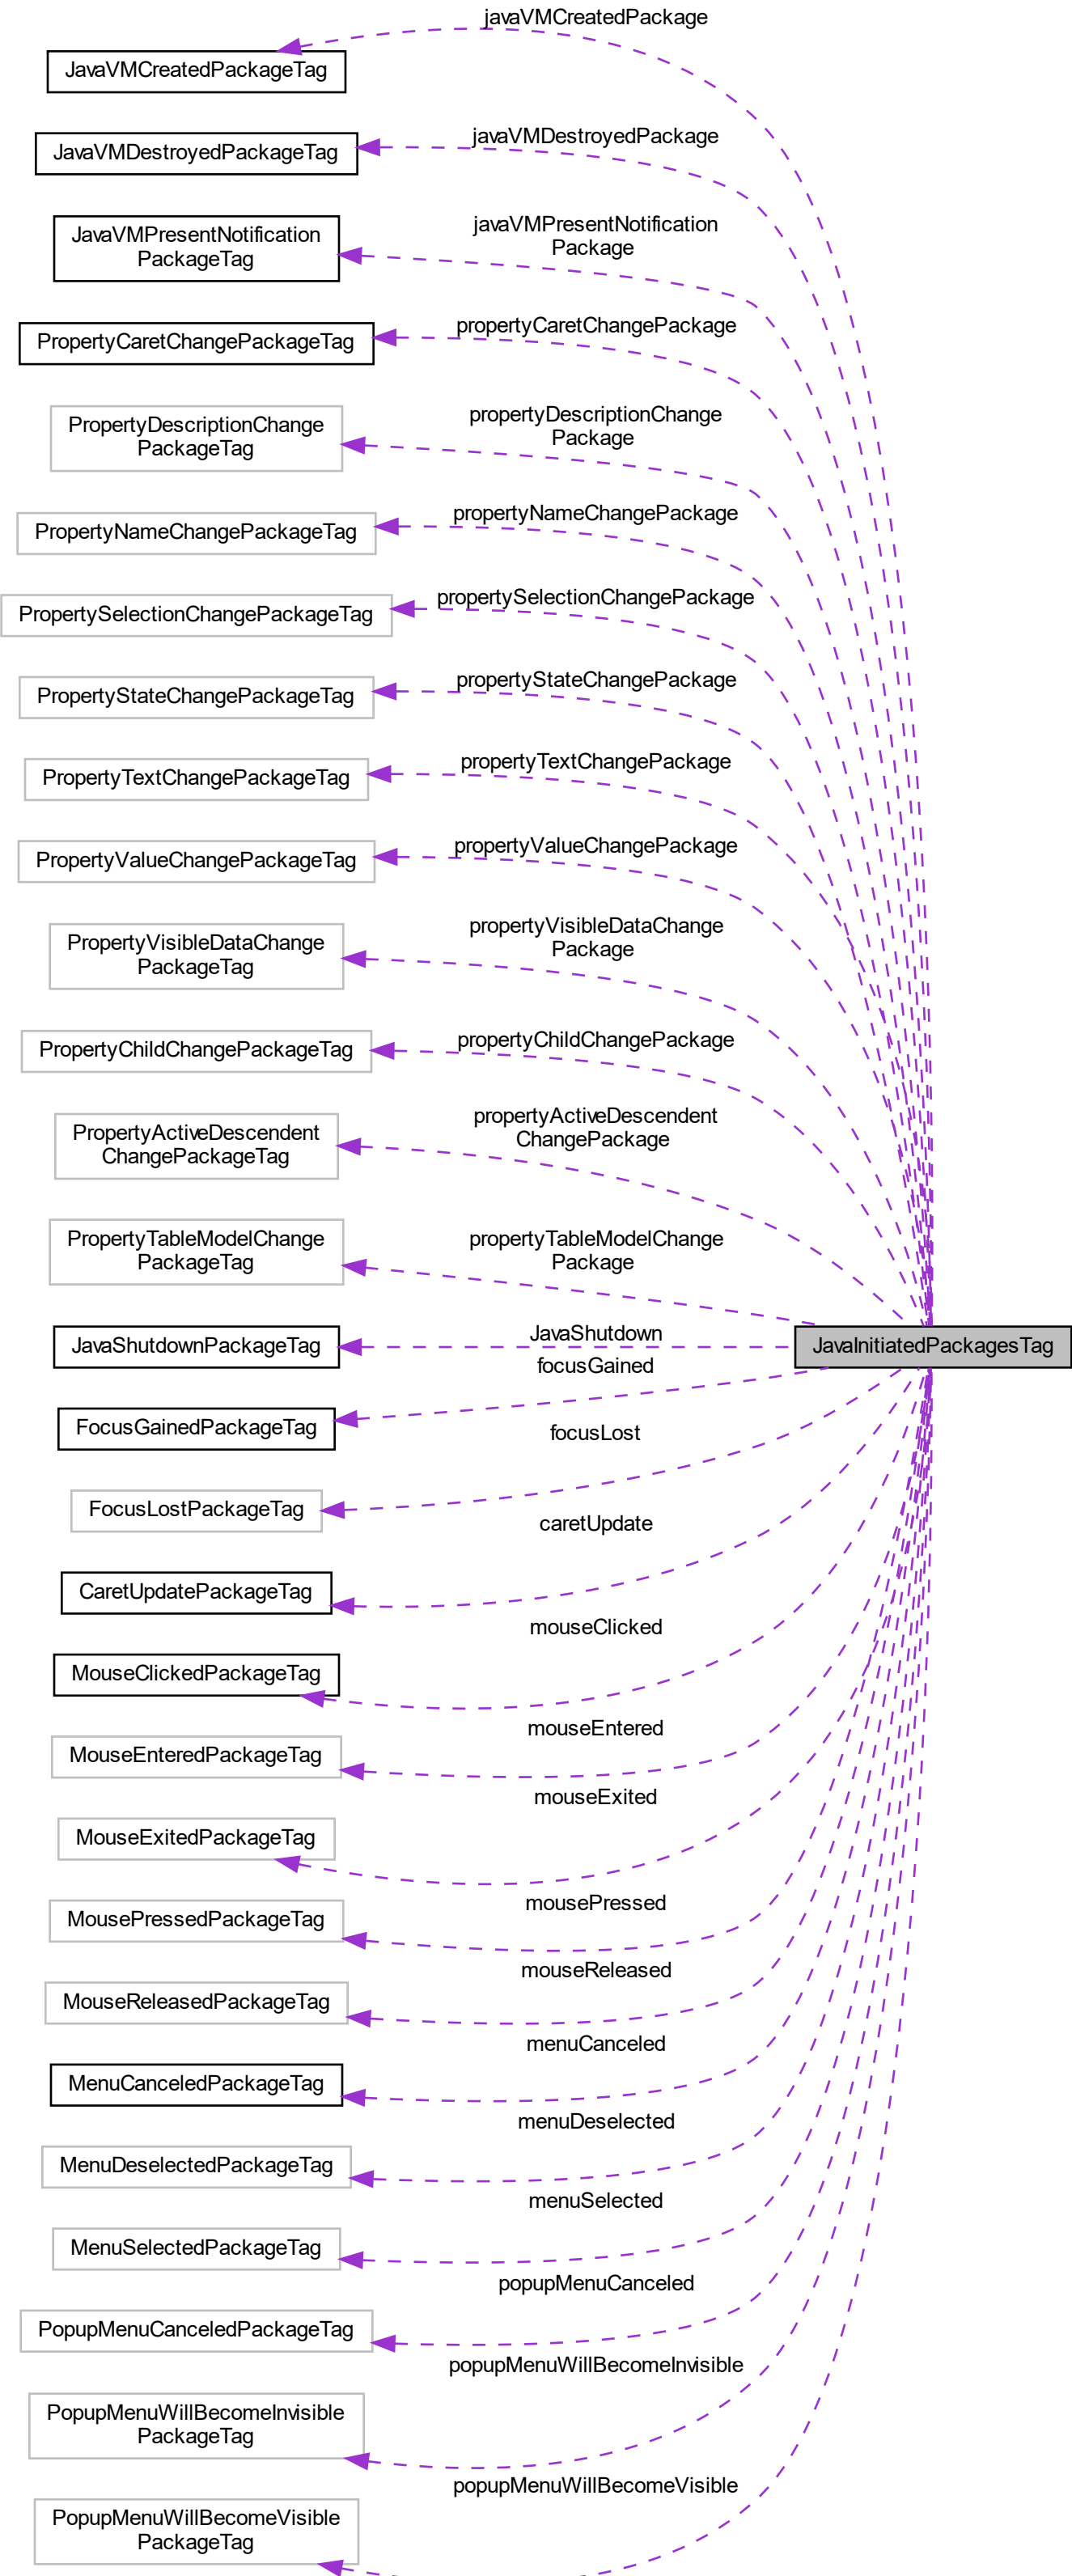 javaVMCreatedPackage
JavaVMCreatedPackageTag
javaVMDestroyedPackage
JavaVMDestroyedPackageTag
javaVMPresentNotification
Package
JavaVMPresentNotification
PackageTag
propertyCaretChangePackage
PropertyCaretChangePackageTag
propertyDescriptionChange
Package
PropertyDescriptionChange
PackageTag
propertyNameChangePackage
PropertyNameChangePackageTag
propertySelectionChangePackage
PropertySelectionChangePackageTag
propertyStateChangePackage
PropertyStateChangePackageTag
propertyTextChangePackage
PropertyTextChangePackageTag
propertyValueChangePackage
PropertyValueChangePackageTag
propertyVisibleDataChange
Package
PropertyVisibleDataChange
PackageTag
propertyChildChangePackage
PropertyChildChangePackageTag
propertyActiveDescendent
ChangePackage
PropertyActiveDescendent
ChangePackageTag
propertyTableModelChange
Package
PropertyTableModelChange
PackageTag
JavaShutdown
JavaShutdownPackageTag
JavaInitiatedPackagesTag
focusGained
FocusGainedPackageTag
focusLost
FocusLostPackageTag
caretUpdate
CaretUpdatePackageTag
mouseClicked
MouseClickedPackageTag
mouseEntered
MouseEnteredPackageTag
mouseExited
MouseExitedPackageTag
mousePressed
MousePressedPackageTag
mouseReleased
MouseReleasedPackageTag
menuCanceled
MenuCanceledPackageTag
menuDeselected
MenuDeselectedPackageTag
menuSelected
MenuSelectedPackageTag
popupMenuCanceled
PopupMenuCanceledPackageTag
popupMenuWillBecomeInvisible
PopupMenuWillBecomeInvisible
PackageTag
popupMenuWillBecomeVisible
PopupMenuWillBecomeVisible
PackageTag